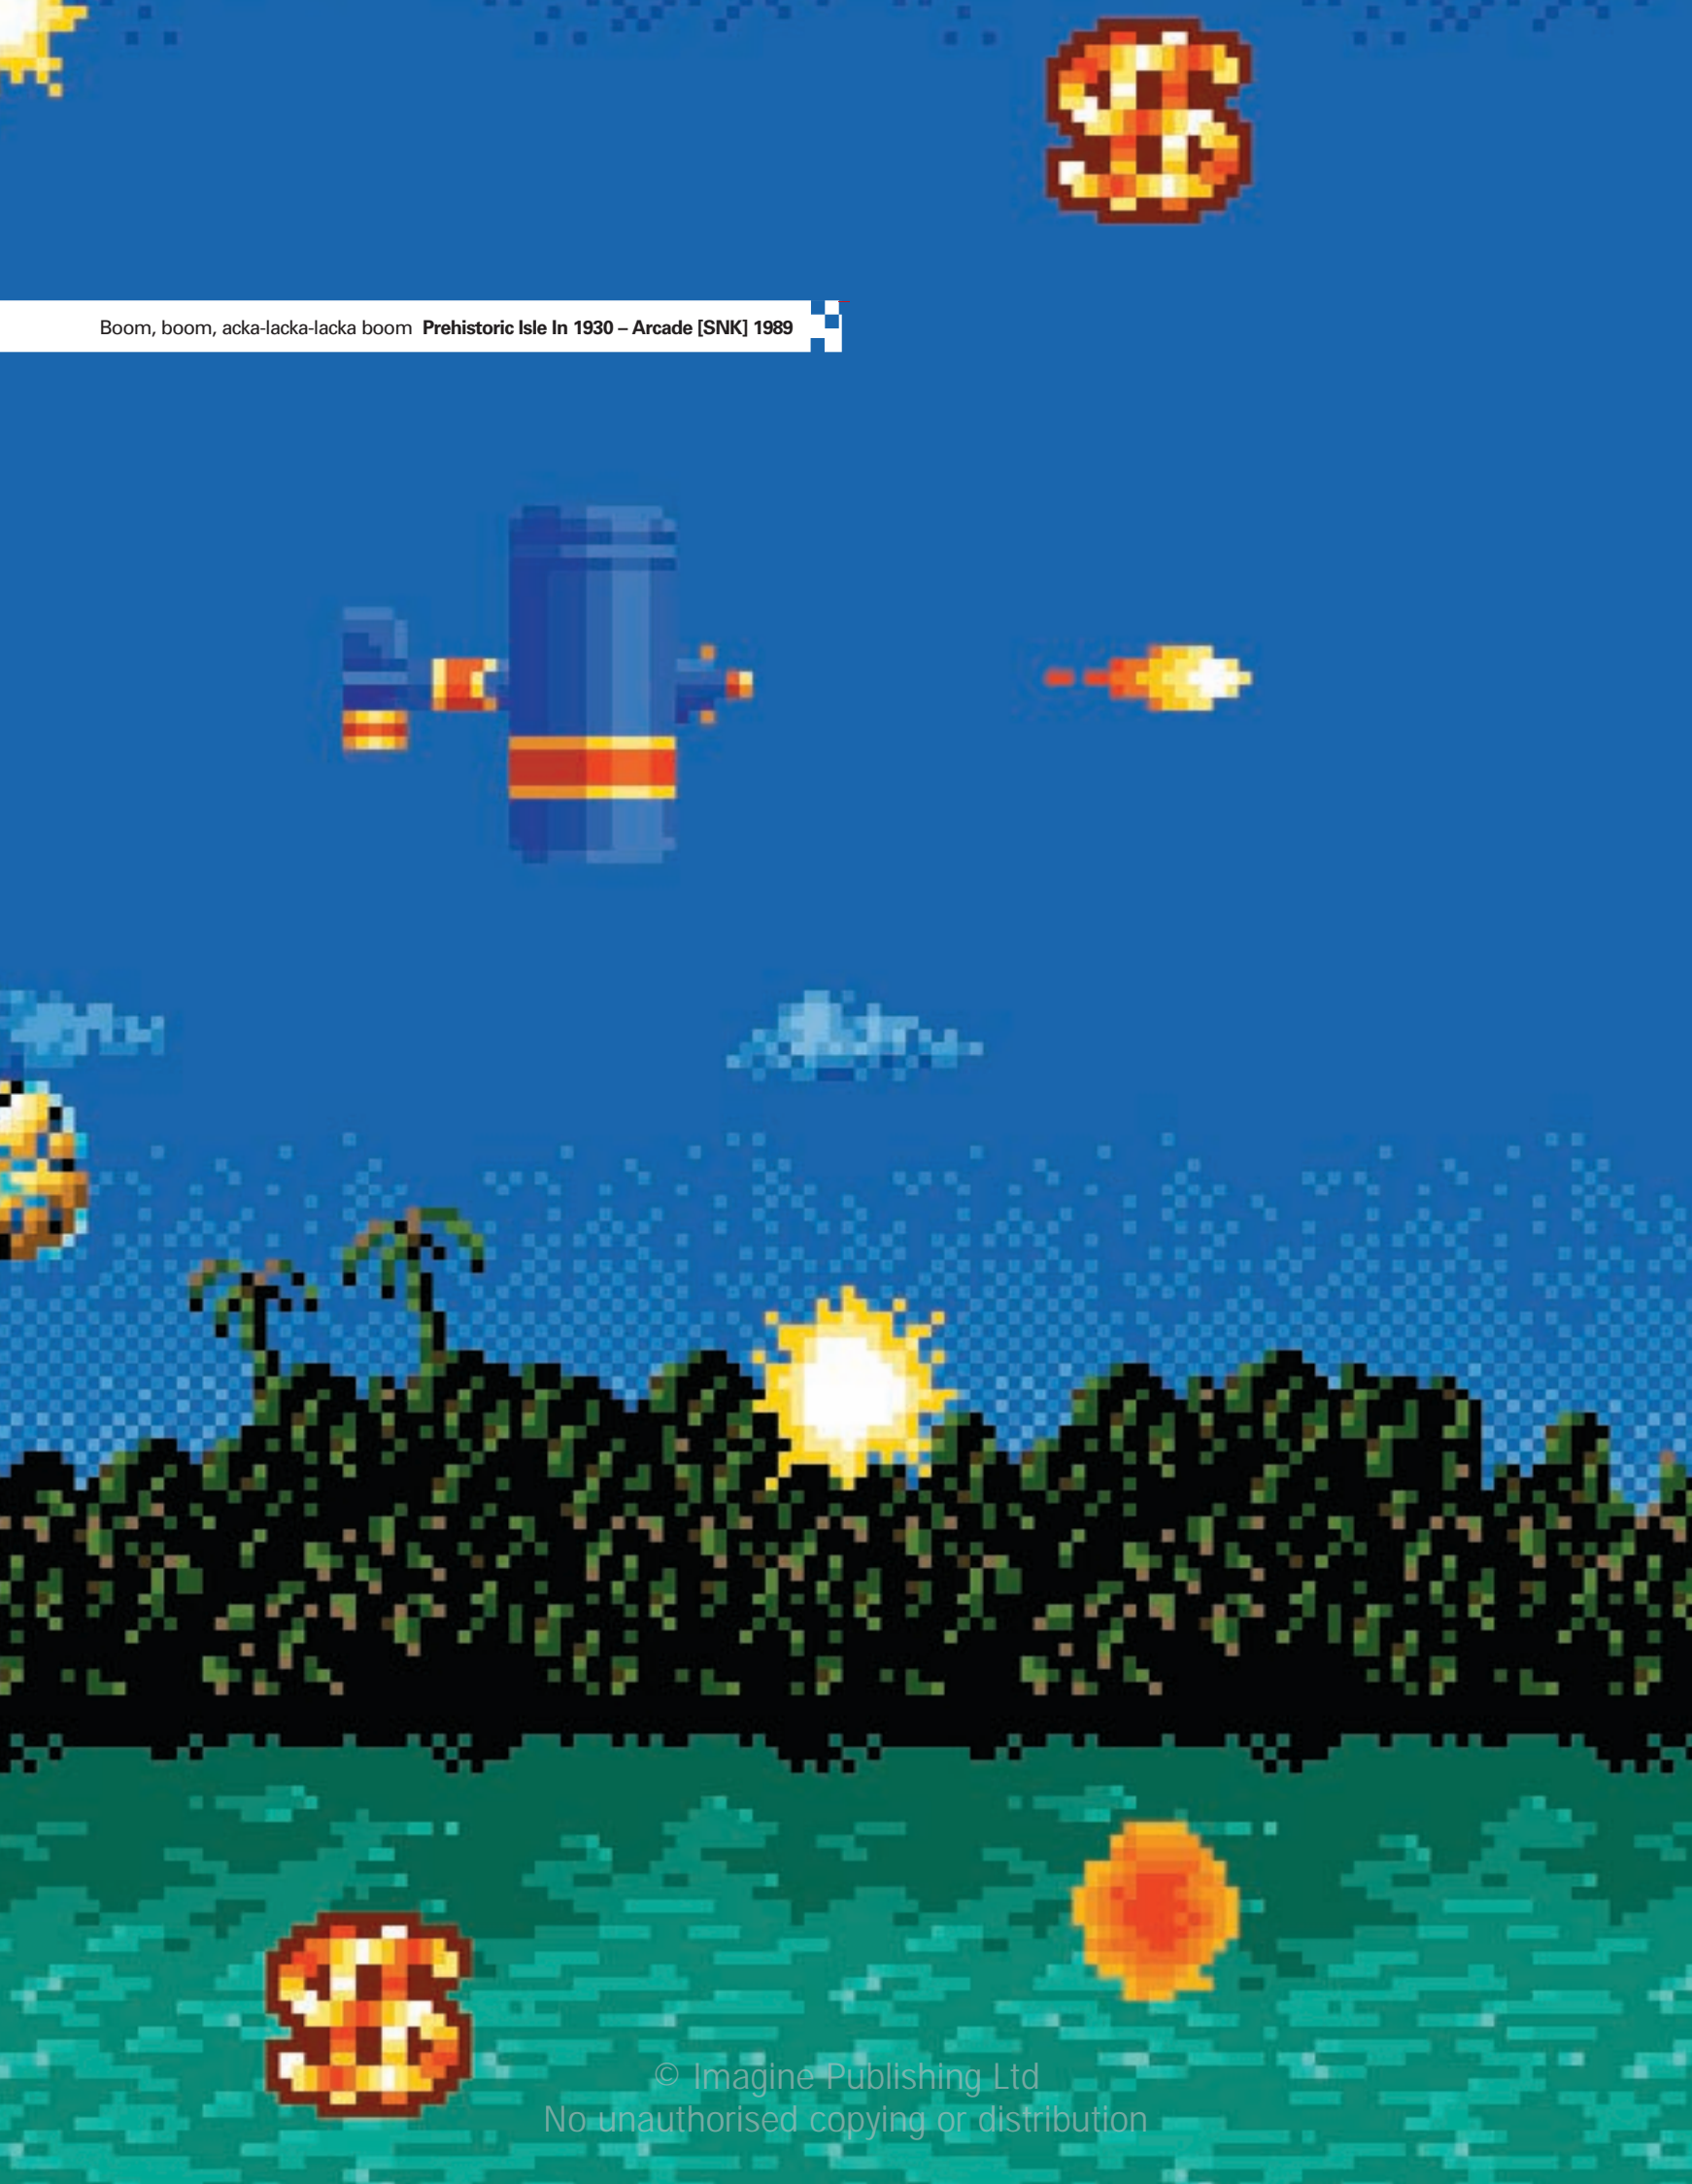 Boom, boom, acka-lacka-lacka boom Prehistoric Isle In 1930 – Arcade [SNK] 1989
© Imagine Publishing Ltd
No unauthorised copying or distribution